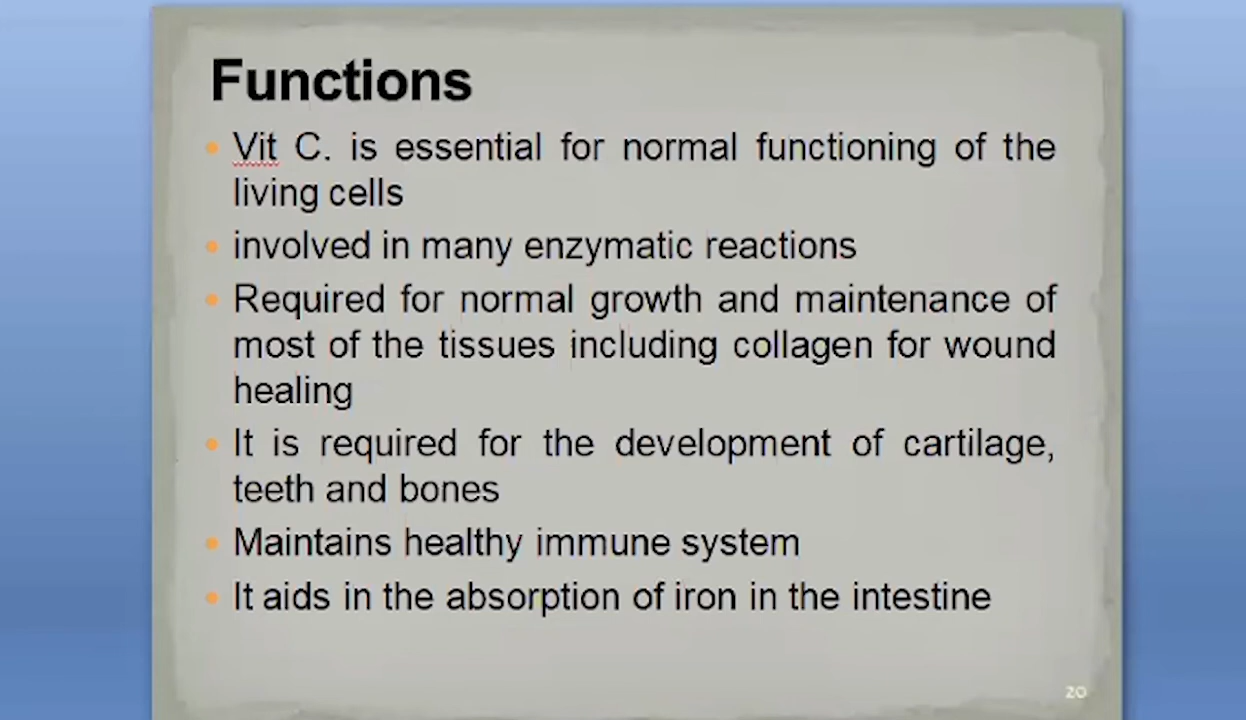 Functions
Vit C. is essential for normal functioning of the
living cells
involved in many enzymatic reactions
Required for normal growth and maintenance of
most of the tissues including collagen for wound
healing
It is required for the development of cartilage,
teeth and bones
Maintains healthy immune system
It aids in the absorption of iron in the intestine
20